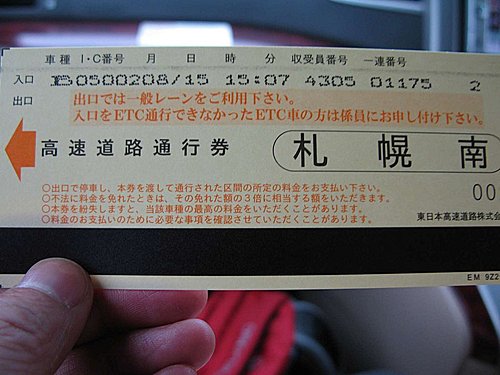 車種 I・C番号 月 日 時 分 収受員番号 一連番号
入口 B0500208/15 15:07 4305 01175 2
出口 出口では一般レーンをご利用下さい。
入口をETC通行できなかったETC車の方は係員にお申し付け下さい。
高速道路通行券 札幌南
00
○出口で停車し、本券を渡して通行された区間の所定の料金をお支払い下さい。
○不法に料金を免れたときは、その免れた額の3倍に相当する額をいただきます。
○本券を紛失しますと、当該車種の最高の料金をいただくことがあります。
○料金のお支払いのために必要な事項を確認させていただくことがあります。
東日本高速道路株式会
EM 9Z2